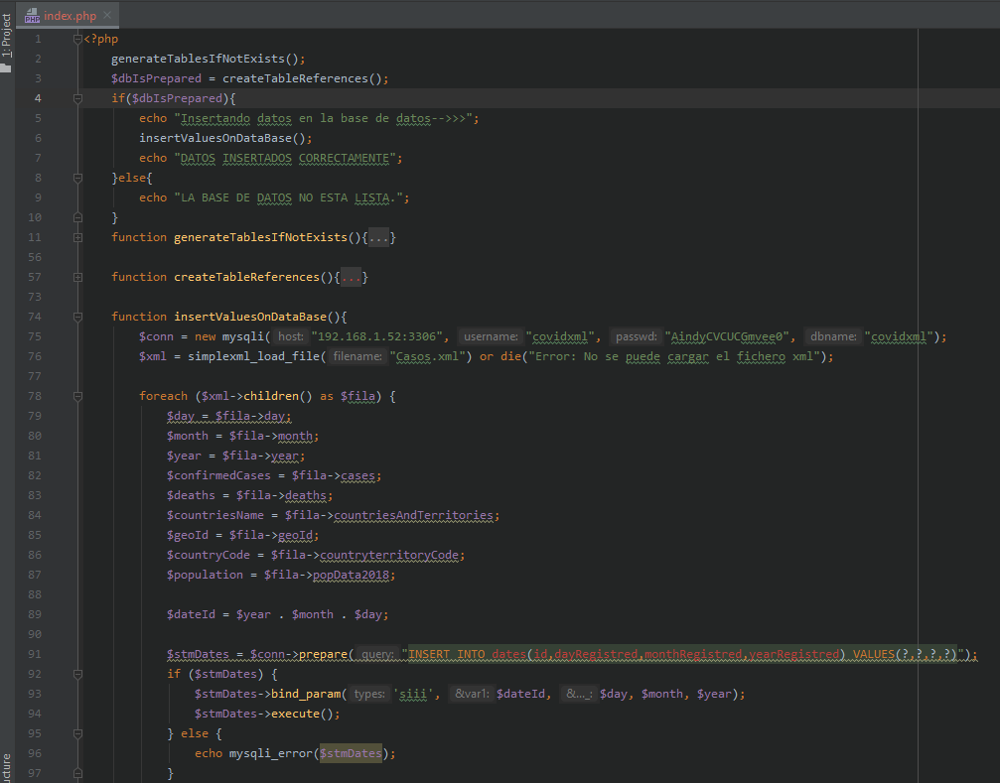 index.php
1: Project
1 <?php
2 generateTablesIfNotExists();
3 $dbIsPrepared = createTableReferences();
4 if($dbIsPrepared){
5 echo "Insertando datos en la base de datos-->>>";
6 insertValuesOnDataBase();
7 echo "DATOS INSERTADOS CORRECTAMENTE";
8 }else{
9 echo "LA BASE DE DATOS NO ESTA LISTA.";
10 }
11 function generateTablesIfNotExists(){...}
56
57 function createTableReferences(){...}
73
74 function insertValuesOnDataBase(){
75 $conn = new mysqli( host: "192.168.1.52:3306", username: "covidxml", passwd: "AindyCVCUCGmvee0", dbname: "covidxml");
76 $xml = simplexml_load_file( filename: "Casos.xml") or die("Error: No se puede cargar el fichero xml");
77
78 foreach ($xml->children() as $fila) {
79 $day = $fila->day;
80 $month = $fila->month;
81 $year = $fila->year;
82 $confirmedCases = $fila->cases;
83 $deaths = $fila->deaths;
84 $countriesName = $fila->countriesAndTerritories;
85 $geoId = $fila->geoId;
86 $countryCode = $fila->countryterritoryCode;
87 $population = $fila->popData2018;
88
89 $dateId = $year . $month . $day;
90
91 $stmDates = $conn->prepare( query: "INSERT INTO dates(id,dayRegistred,monthRegistred,yearRegistred) VALUES(?,?,?,?)");
92 if ($stmDates) {
93 $stmDates->bind_param( types: 'siii', &var1: $dateId, &..._: $day, $month, $year);
94 $stmDates->execute();
95 } else {
96 echo mysqli_error($stmDates);
97 }
ucture